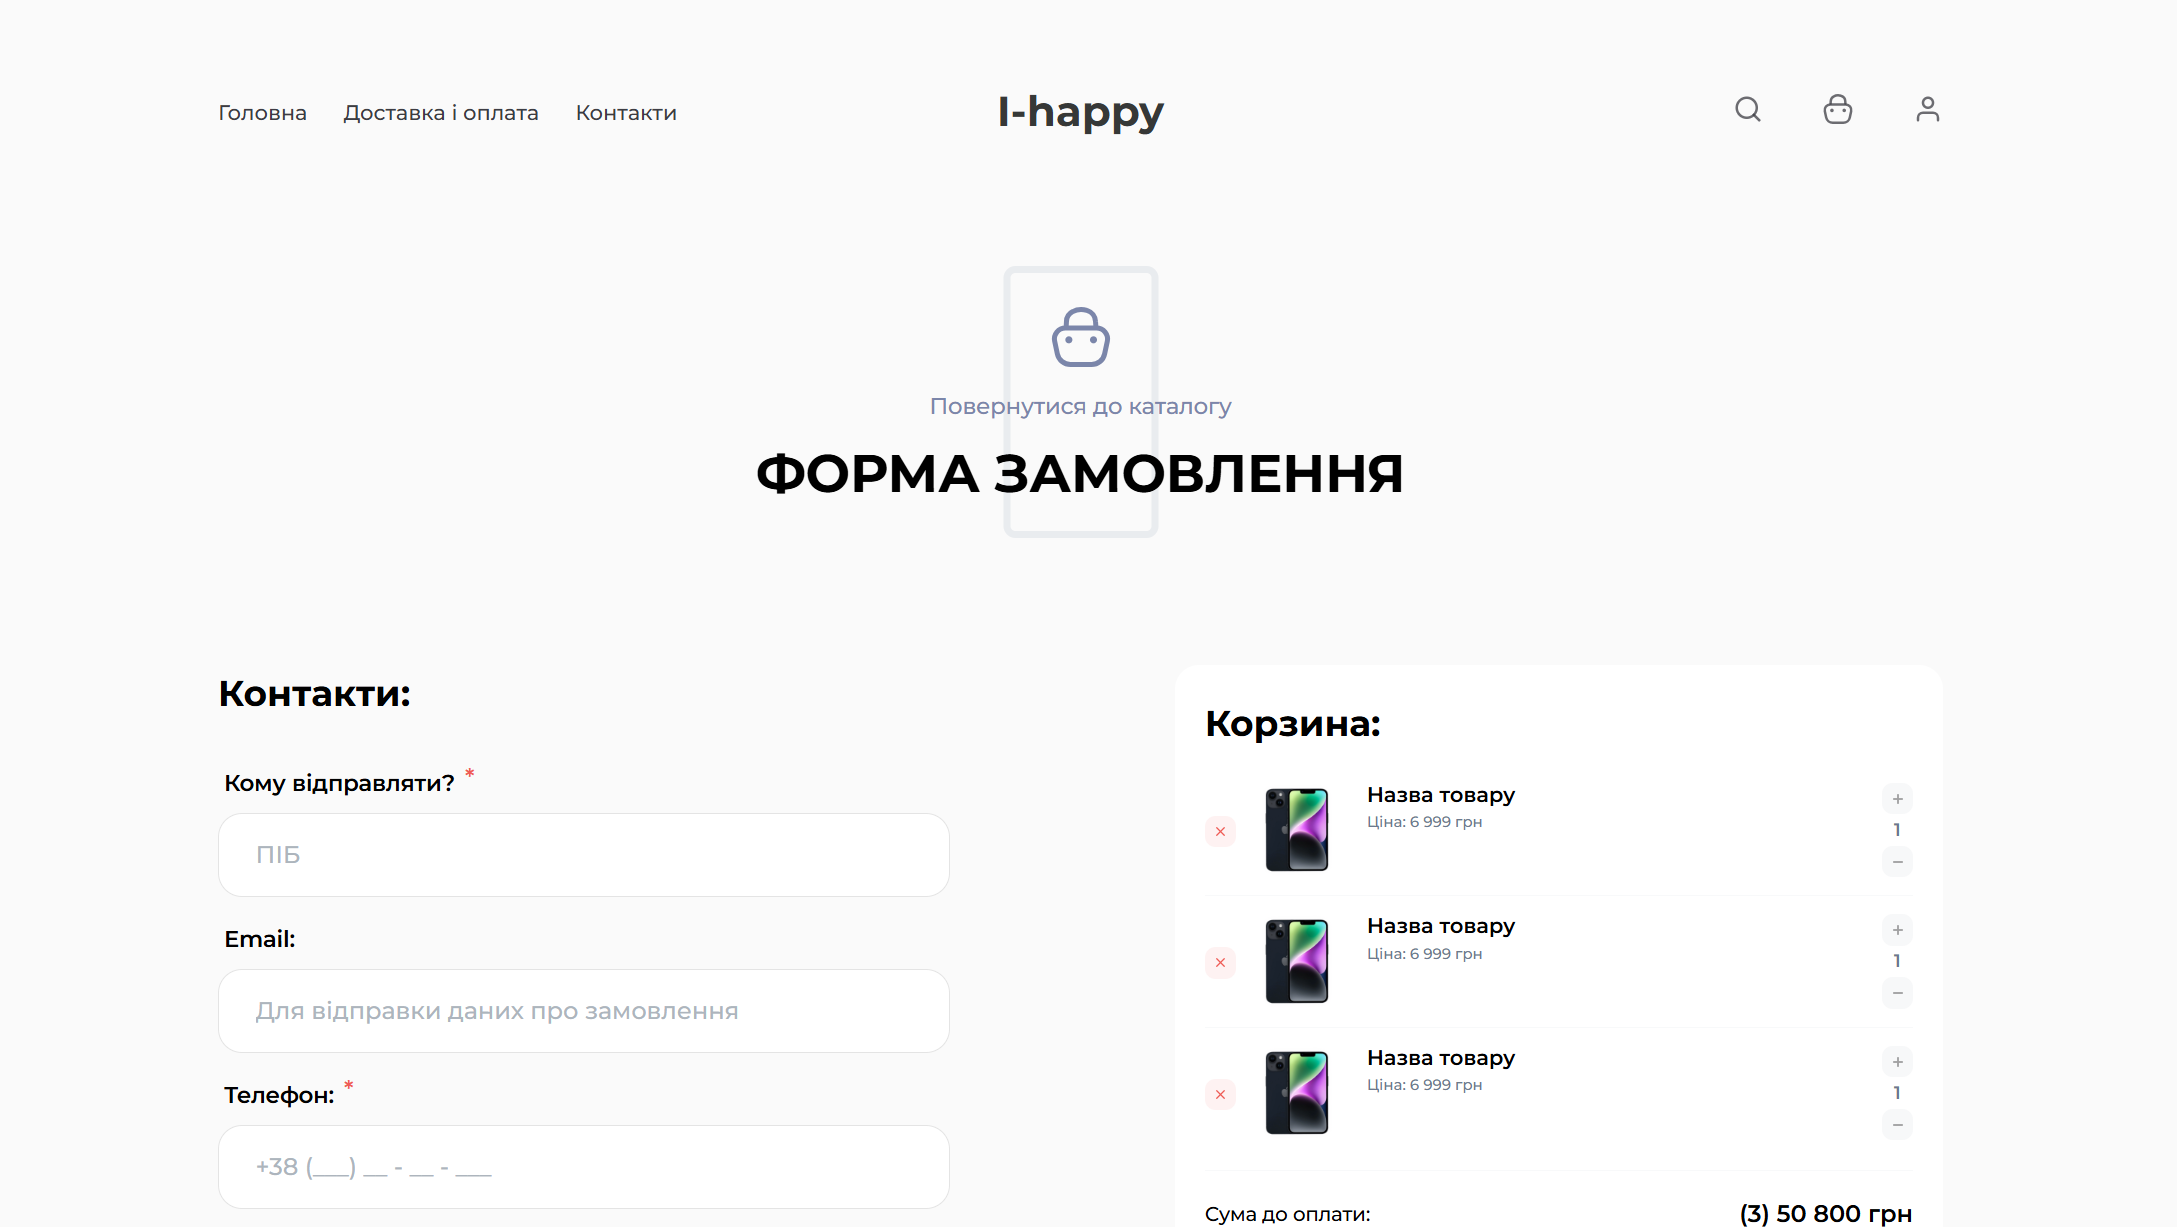 Головна Доставка і оплата Контакти
I-happy
Повернутися до каталогу
ФОРМА ЗАМОВЛЕННЯ
Контакти:
Кому відправляти? *
ПІБ
Email:
Для відправки даних про замовлення
Телефон: *
+38 (___) __ - __ - ___
Корзина:
Назва товару
Ціна: 6 999 грн
+
1
−
Назва товару
Ціна: 6 999 грн
+
1
−
Назва товару
Ціна: 6 999 грн
+
1
−
Сума до оплати: (3) 50 800 грн